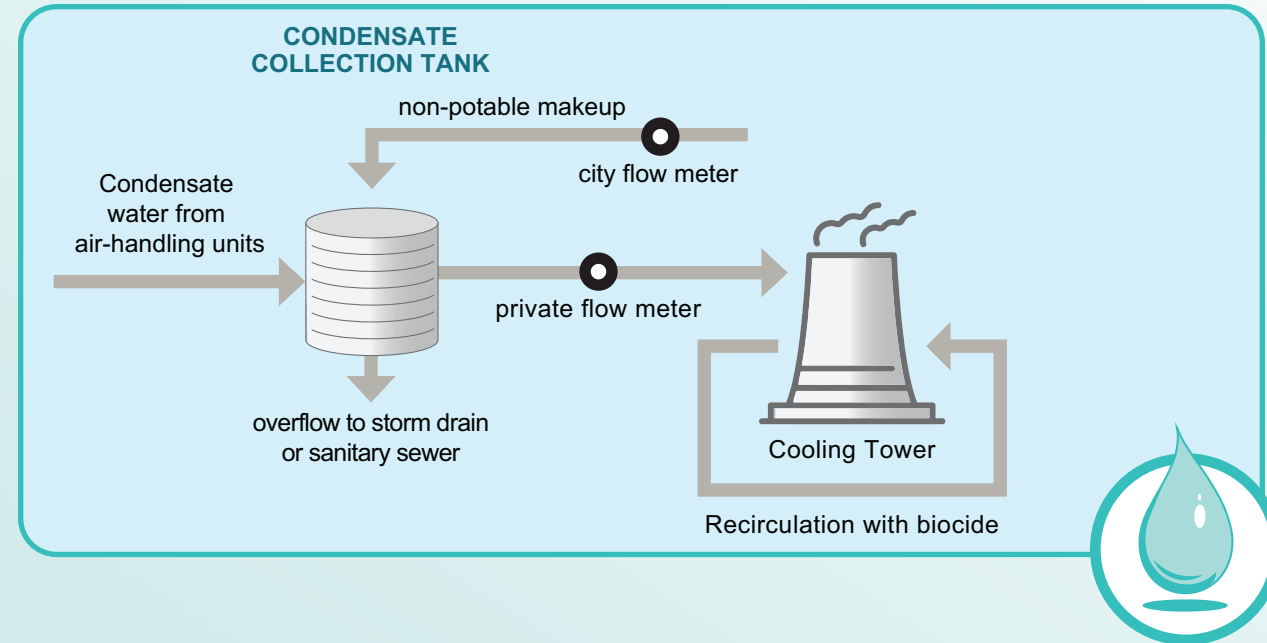 CONDENSATE
COLLECTION TANK
non-potable makeup
city flow meter
Condensate
water from
air-handling units
private flow meter
overflow to storm drain
or sanitary sewer
Cooling Tower
Recirculation with biocide